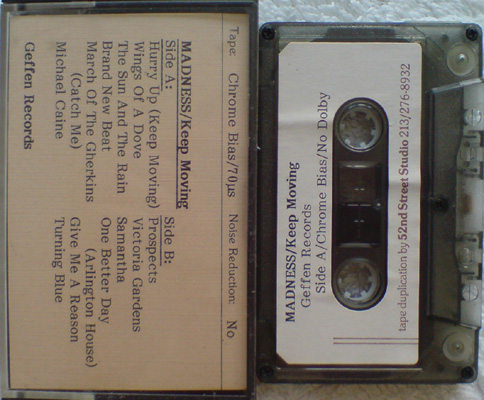 Tape: Chrome Bias/70µs Noise Reduction: No
MADNESS/Keep Moving
Side A:
Hurry Up (Keep Moving)
Wings Of A Dove
The Sun And The Rain
Brand New Beat
March Of The Gherkins
(Catch Me)
Michael Caine
Side B:
Prospects
Victoria Gardens
Samantha
One Better Day
(Arlington House)
Give Me A Reason
Turning Blue
Geffen Records
tape duplication by 52nd Street Studio 213/276-8932
MADNESS/Keep Moving
Geffen Records
Side A/Chrome Bias/No Dolby